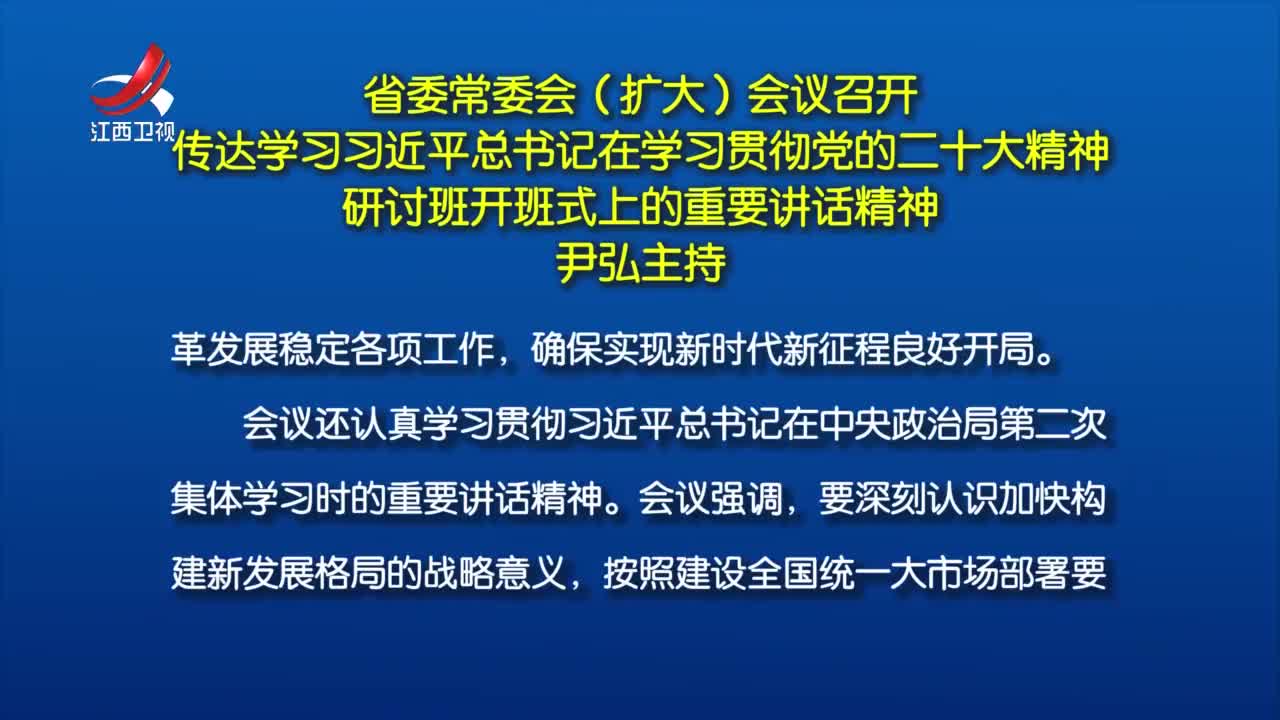 江西卫视
省委常委会（扩大）会议召开
传达学习习近平总书记在学习贯彻党的二十大精神
研讨班开班式上的重要讲话精神
尹弘主持
革发展稳定各项工作，确保实现新时代新征程良好开局。
会议还认真学习贯彻习近平总书记在中央政治局第二次
集体学习时的重要讲话精神。会议强调，要深刻认识加快构
建新发展格局的战略意义，按照建设全国统一大市场部署要